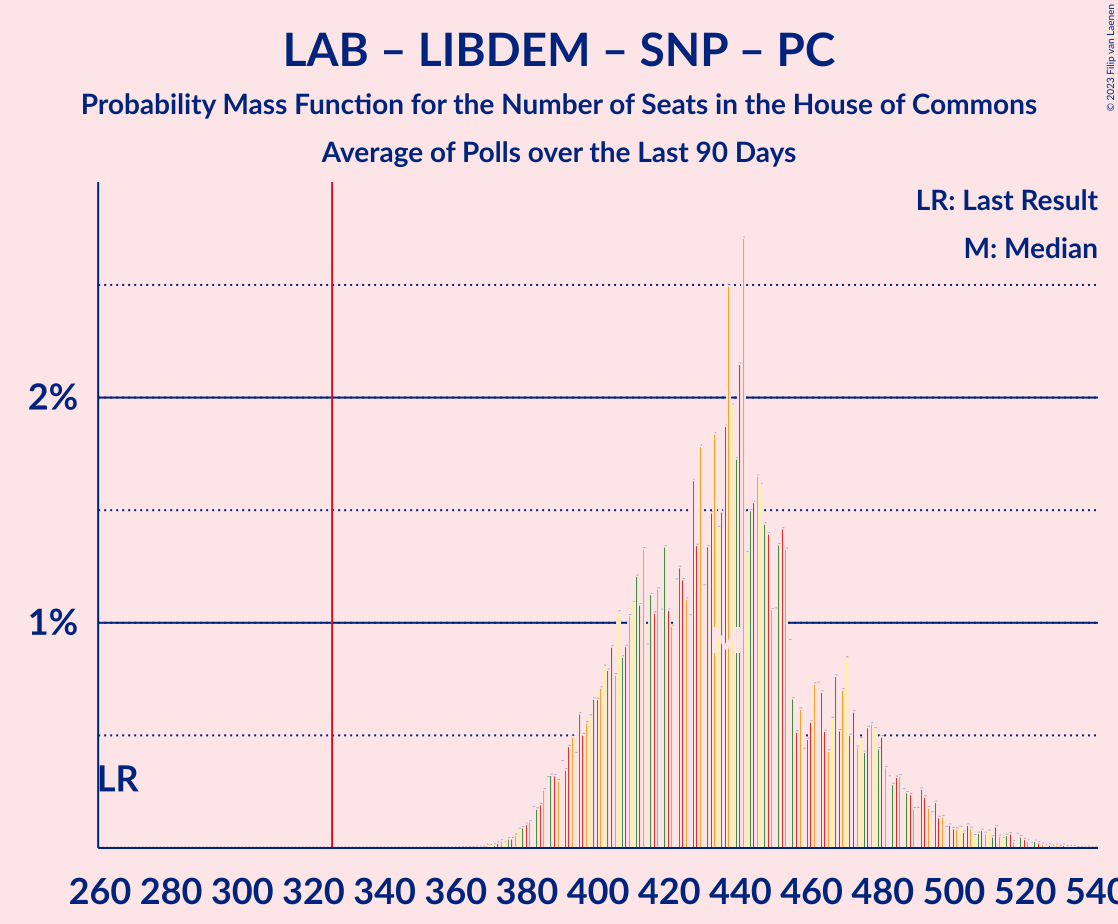 LAB – LIBDEM – SNP – PC
Probability Mass Function for the Number of Seats in the House of Commons
Average of Polls over the Last 90 Days
© 2023 Filip van Laenen
LR: Last Result
M: Median
2%
1%
LR
M
260 280 300 320 340 360 380 400 420 440 460 480 500 520 540